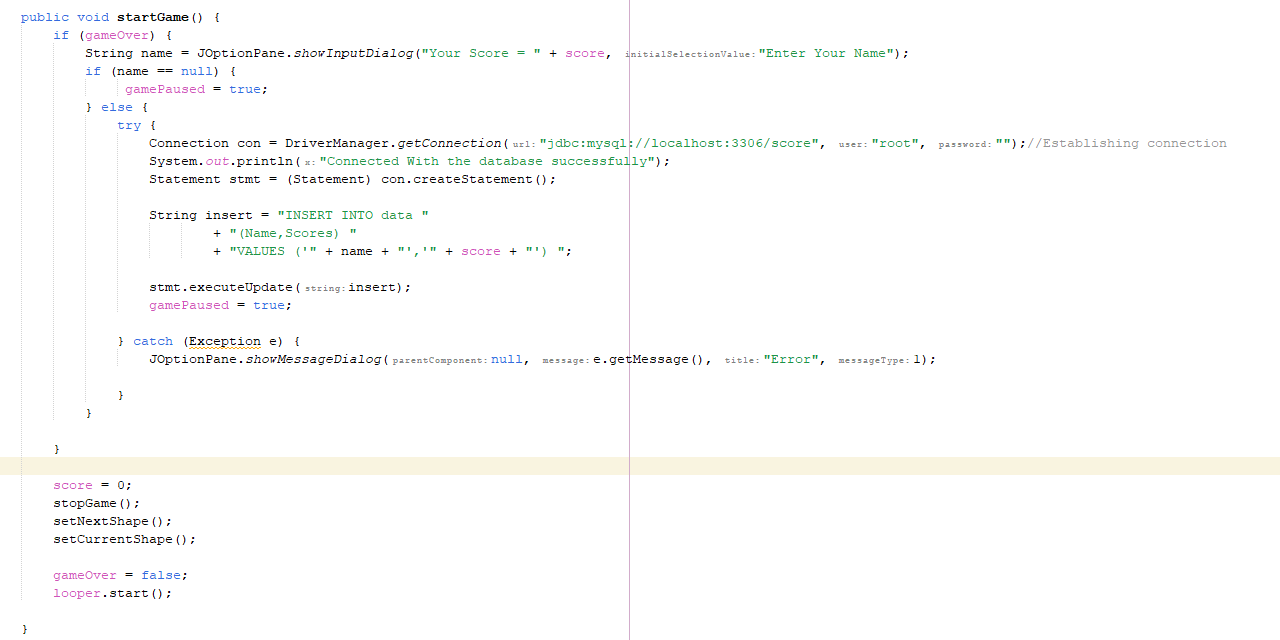 public void startGame() {
if (gameOver) {
String name = JOptionPane.showInputDialog("Your Score = " + score, initialSelectionValue: "Enter Your Name");
if (name == null) {
gamePaused = true;
} else {
try {
Connection con = DriverManager.getConnection( url: "jdbc:mysql://localhost:3306/score", user: "root", password: "");//Establishing connection
System.out.println( x: "Connected With the database successfully");
Statement stmt = (Statement) con.createStatement();
String insert = "INSERT INTO data "
+ "(Name,Scores) "
+ "VALUES ('" + name + "','" + score + "') ";
stmt.executeUpdate( string: insert);
gamePaused = true;
} catch (Exception e) {
JOptionPane.showMessageDialog( parentComponent: null, message: e.getMessage(), title: "Error", messageType: 1);
}
}
}
score = 0;
stopGame();
setNextShape();
setCurrentShape();
gameOver = false;
looper.start();
}